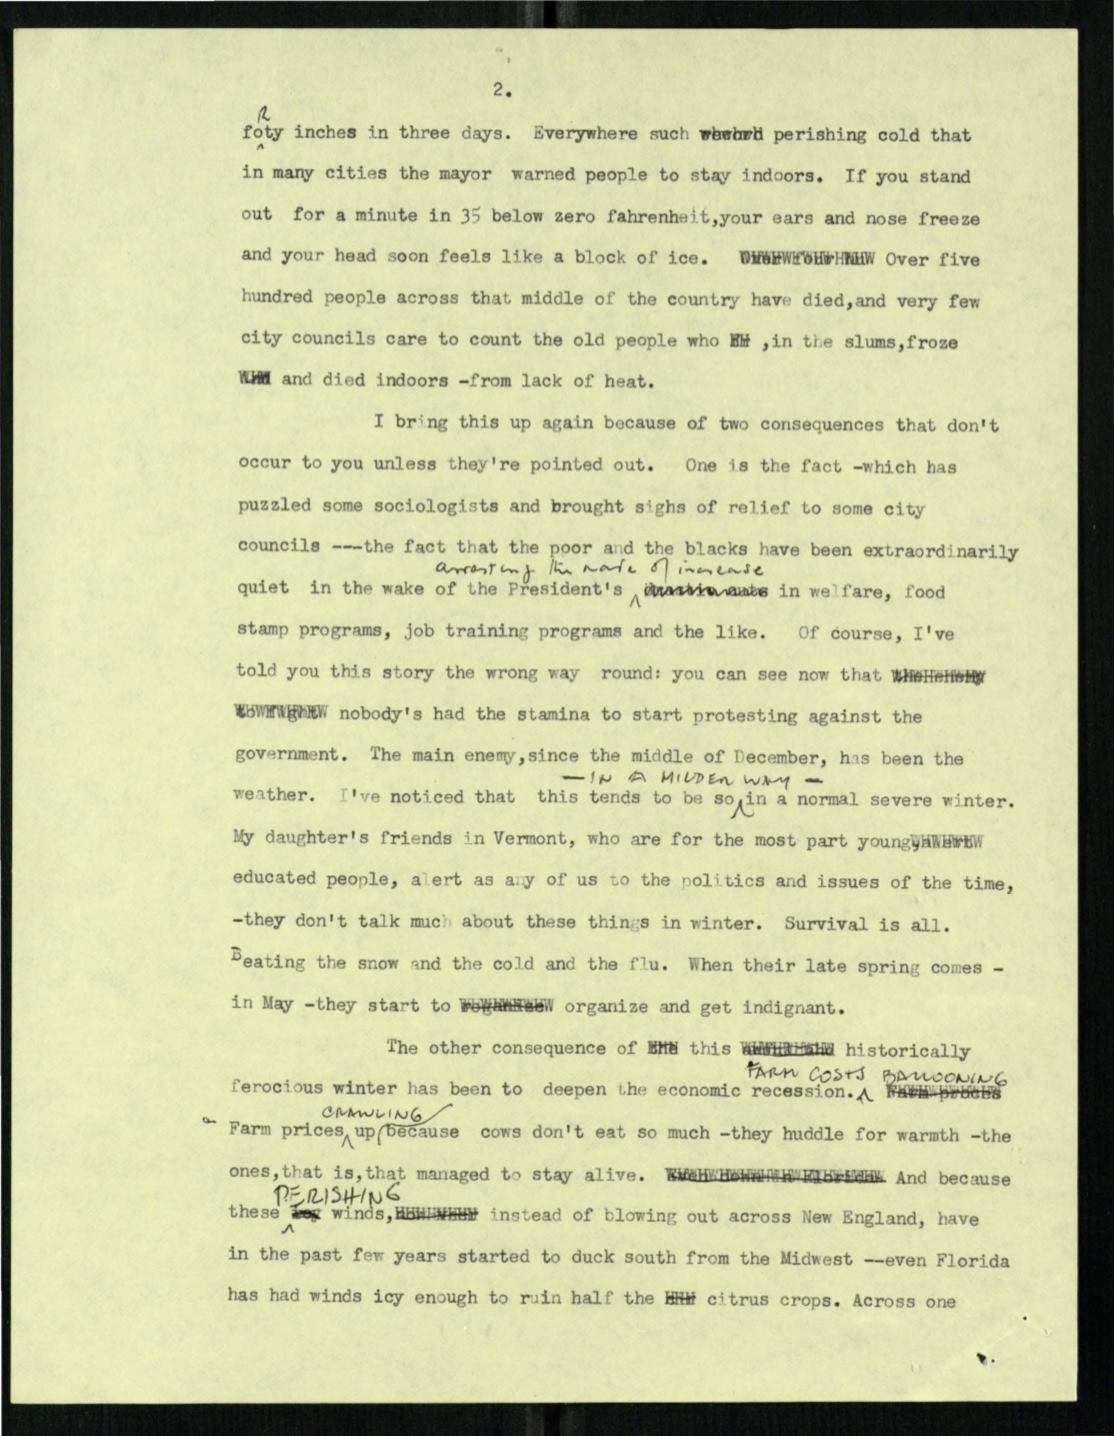 2.
R
foty inches in three days. Everywhere such perishing cold that
in many cities the mayor warned people to stay indoors. If you stand
out for a minute in 35 below zero fahrenheit,your ears and nose freeze
and your head soon feels like a block of ice. Over five
hundred people across that middle of the country have died,and very few
city councils care to count the old people who ,in the slums,froze
and died indoors -from lack of heat.
I bring this up again because of two consequences that don't
occur to you unless they're pointed out. One is the fact -which has
puzzled some sociologists and brought sighs of relief to some city
councils ---the fact that the poor and the blacks have been extraordinarily
arresting the rate of increase
quiet in the wake of the President's in welfare, food
stamp programs, job training programs and the like. Of course, I've
told you this story the wrong way round: you can see now that
nobody's had the stamina to start protesting against the
government. The main enemy,since the middle of December, has been the
— IN A MILDER WAY —
weather. I've noticed that this tends to be so in a normal severe winter.
My daughter's friends in Vermont, who are for the most part young,
educated people, alert as any of us to the politics and issues of the time,
-they don't talk much about these things in winter. Survival is all.
Beating the snow and the cold and the flu. When their late spring comes -
in May -they start to organize and get indignant.
The other consequence of this historically
FARM COSTS BALLOONING
ferocious winter has been to deepen the economic recession.
CRAWLING
Farm prices up because cows don't eat so much -they huddle for warmth -the
ones,that is,that managed to stay alive. And because
PERISHING
these winds, instead of blowing out across New England, have
in the past few years started to duck south from the Midwest --even Florida
has had winds icy enough to ruin half the citrus crops. Across one